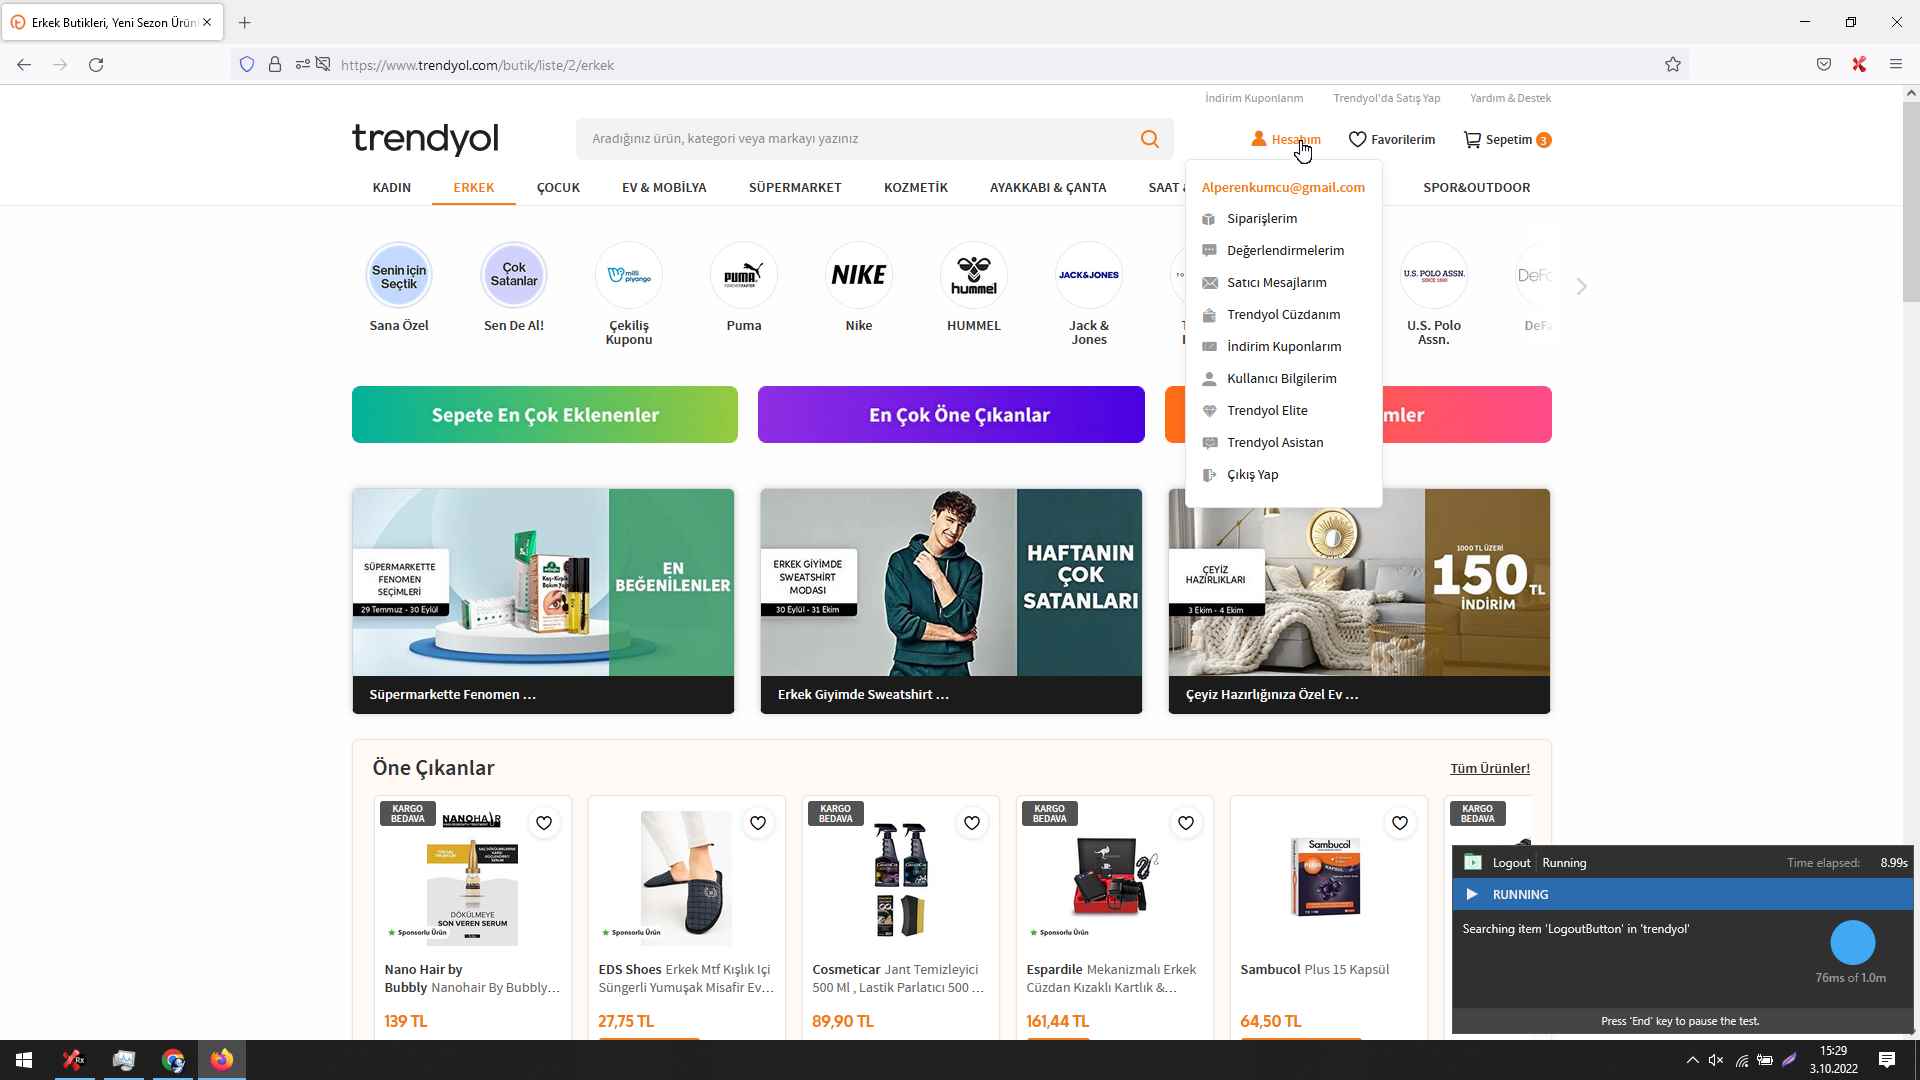 Erkek Butikleri, Yeni Sezon Ürün
https://www.trendyol.com/butik/liste/2/erkek
İndirim Kuponlarım
Trendyol'da Satış Yap
Yardım & Destek
trendyol
Aradığınız ürün, kategori veya markayı yazınız
Hesabım
Favorilerim
Sepetim 3
KADIN
ERKEK
ÇOCUK
EV & MOBİLYA
SÜPERMARKET
KOZMETİK
AYAKKABI & ÇANTA
SAAT
SPOR&OUTDOOR
Alperenkumcu@gmail.com
Siparişlerim
Değerlendirmelerim
Satıcı Mesajlarım
Trendyol Cüzdanım
İndirim Kuponlarım
Kullanıcı Bilgilerim
Trendyol Elite
Trendyol Asistan
Çıkış Yap
Senin için
Seçtik
Çok
Satanlar
milli
piyango
PUMA
FOREVER FASTER
NIKE
hummel
JACK&JONES
U.S. POLO ASSN.
SINCE 1890
DeFa
Sana Özel
Sen De Al!
Çekiliş
Kuponu
Puma
Nike
HUMMEL
Jack &
Jones
U.S. Polo
Assn.
DeFa
Sepete En Çok Eklenenler
En Çok Öne Çıkanlar
mler
SÜPERMARKETTE
FENOMEN
SEÇİMLERİ
29 Temmuz - 30 Eylül
EN
BEĞENİLENLER
Süpermarkette Fenomen ...
ERKEK GİYİMDE
SWEATSHIRT
MODASI
30 Eylül - 31 Ekim
HAFTANIN
ÇOK
SATANLARI
Erkek Giyimde Sweatshirt ...
ÇEYİZ
HAZIRLIKLARI
3 Ekim - 4 Ekim
1000 TL ÜZERİ
150 TL
İNDİRİM
Çeyiz Hazırlığınıza Özel Ev ...
Öne Çıkanlar
Tüm Ürünler!
KARGO
BEDAVA
NANOHAIR
DÖKÜLMEYE
SON VEREN SERUM
Sponsorlu Ürün
Nano Hair by
Bubbly Nanohair By Bubbly...
139 TL
Sponsorlu Ürün
EDS Shoes Erkek Mtf Kışlık Içi
Süngerli Yumuşak Misafir Ev...
27,75 TL
KARGO
BEDAVA
Cosmeticar Jant Temizleyici
500 Ml , Lastik Parlatıcı 500 ...
89,90 TL
KARGO
BEDAVA
Sponsorlu Ürün
Espardile Mekanizmalı Erkek
Cüzdan Kızaklı Kartlık &...
161,44 TL
Sambucol
PLUS
Sambucol Plus 15 Kapsül
64,50 TL
KARGO
BEDAVA
Logout
Running
Time elapsed:
8.99s
RUNNING
Searching item 'LogoutButton' in 'trendyol'
76ms of 1.0m
Press 'End' key to pause the test.
15:29
3.10.2022